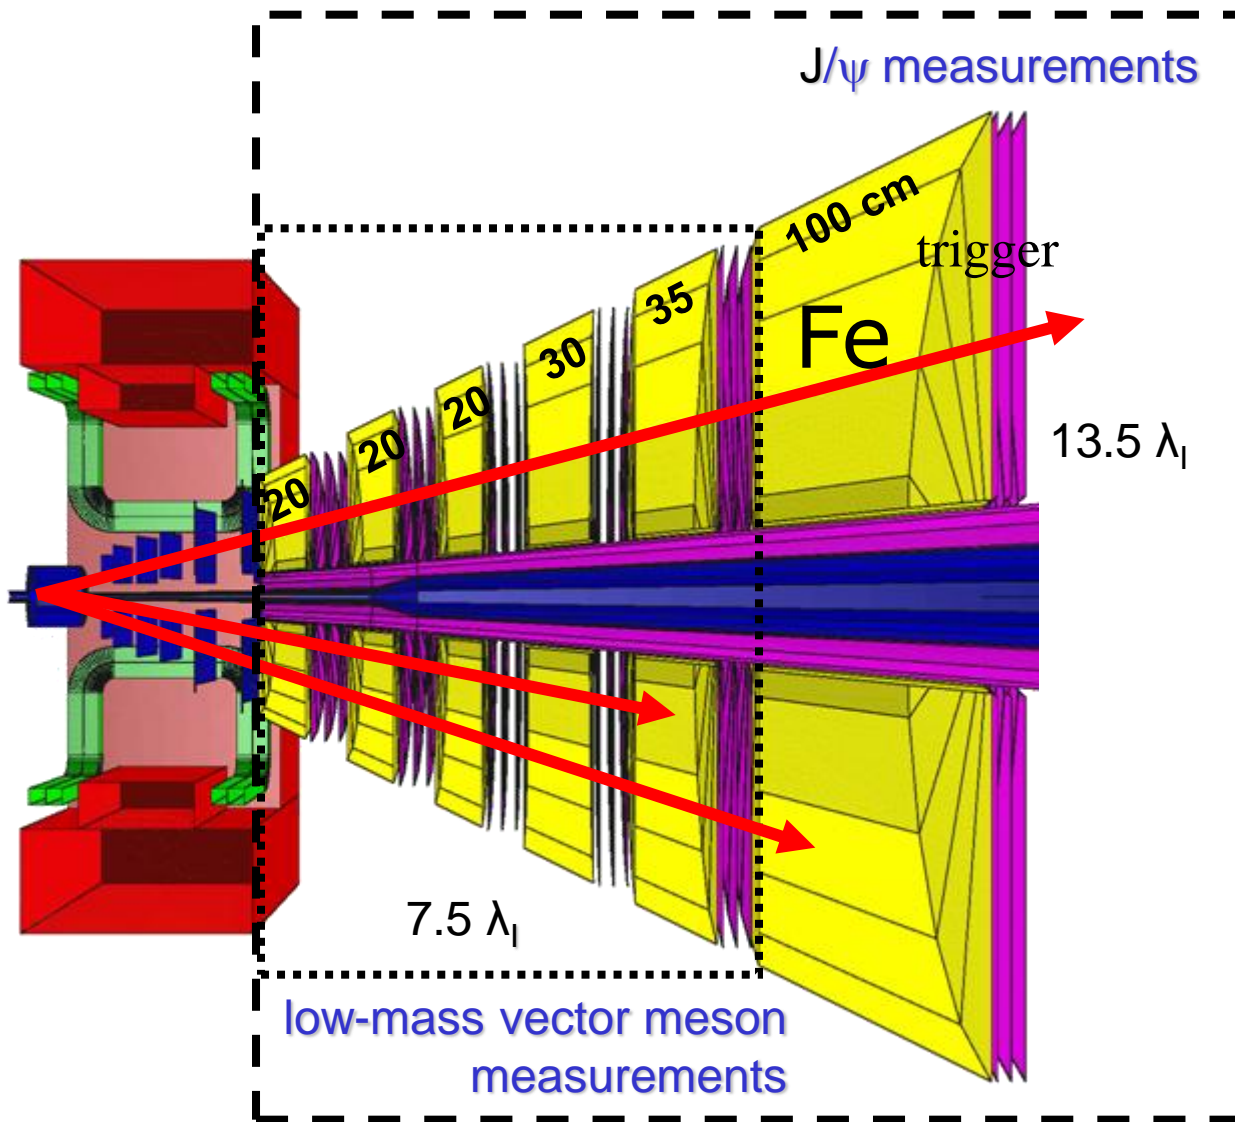 J/ψ measurements
100 cm
trigger
35
Fe
30
20
20
20
13.5 λI
7.5 λI
low-mass vector meson
measurements